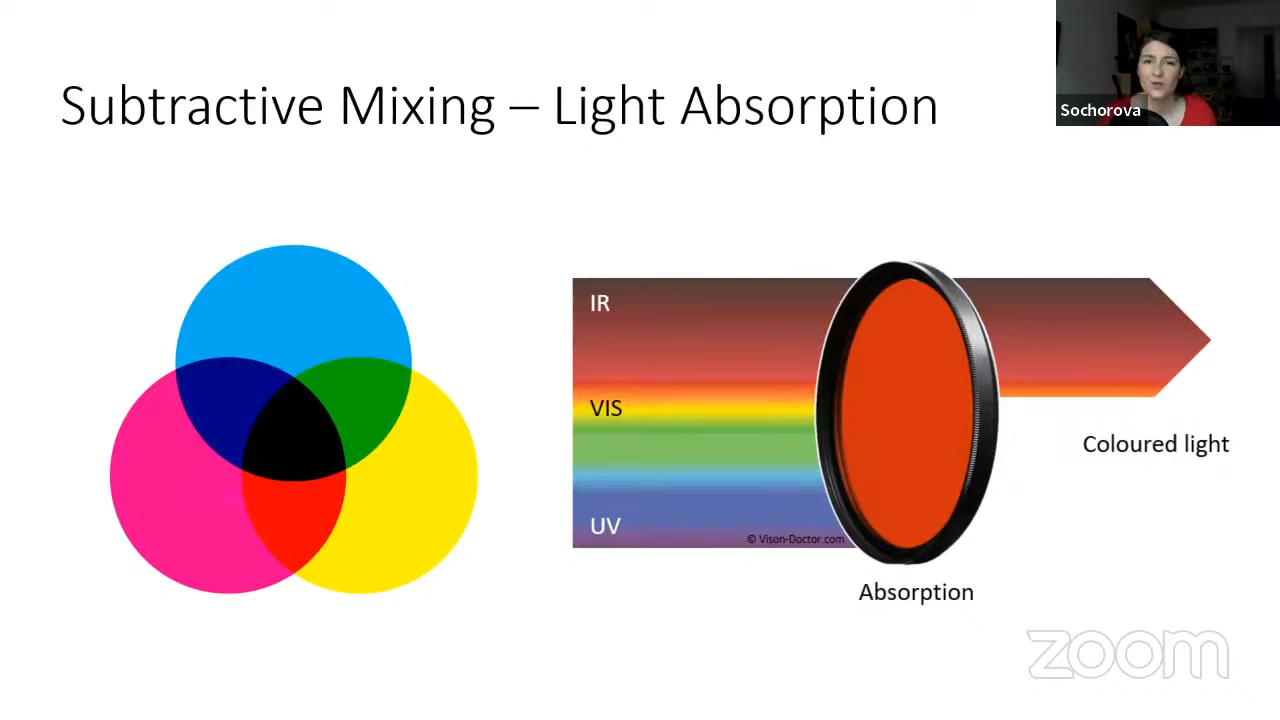 Subtractive Mixing – Light Absorption
Sochorova
IR
VIS
UV
© Vison-Doctor.com
Coloured light
Absorption
zoom